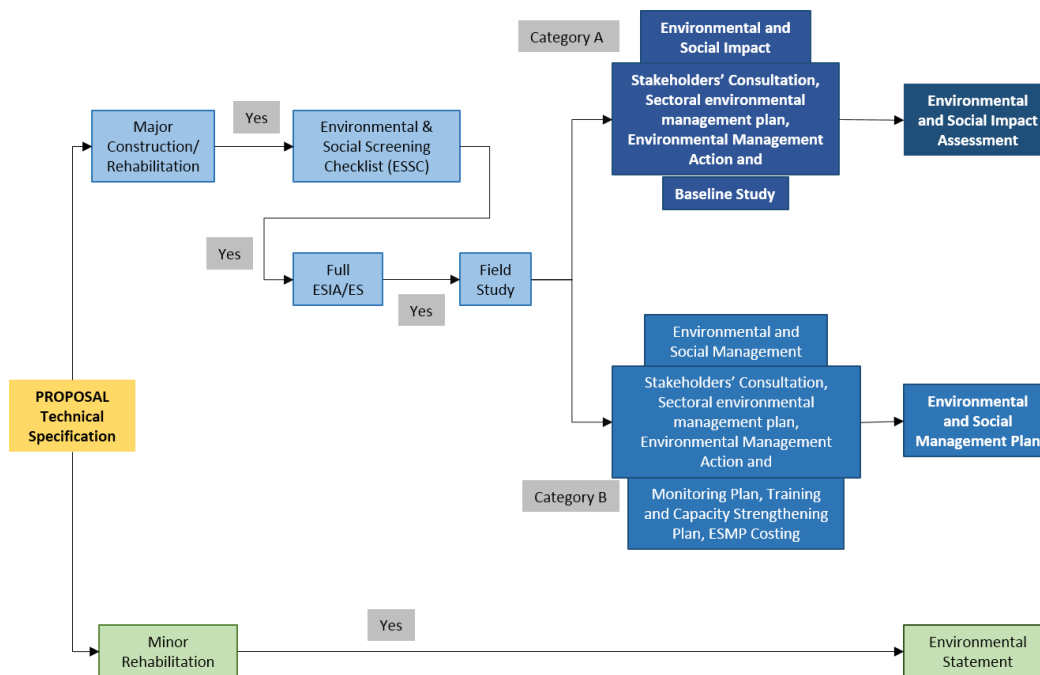 Category A
Environmental and
Social Impact
Stakeholders’ Consultation,
Sectoral environmental
management plan,
Environmental Management
Action and
Baseline Study
Environmental
and Social Impact
Assessment
Major
Construction/
Rehabilitation
Yes
Environmental &
Social Screening
Checklist (ESSC)
Yes
Full
ESIA/ES
Yes
Field
Study
Environmental and
Social Management
Stakeholders’ Consultation,
Sectoral environmental
management plan,
Environmental Management
Action and
Category B
Monitoring Plan, Training
and Capacity Strengthening
Plan, ESMP Costing
Environmental
and Social
Management Plan
PROPOSAL
Technical
Specification
Minor
Rehabilitation
Yes
Environmental
Statement